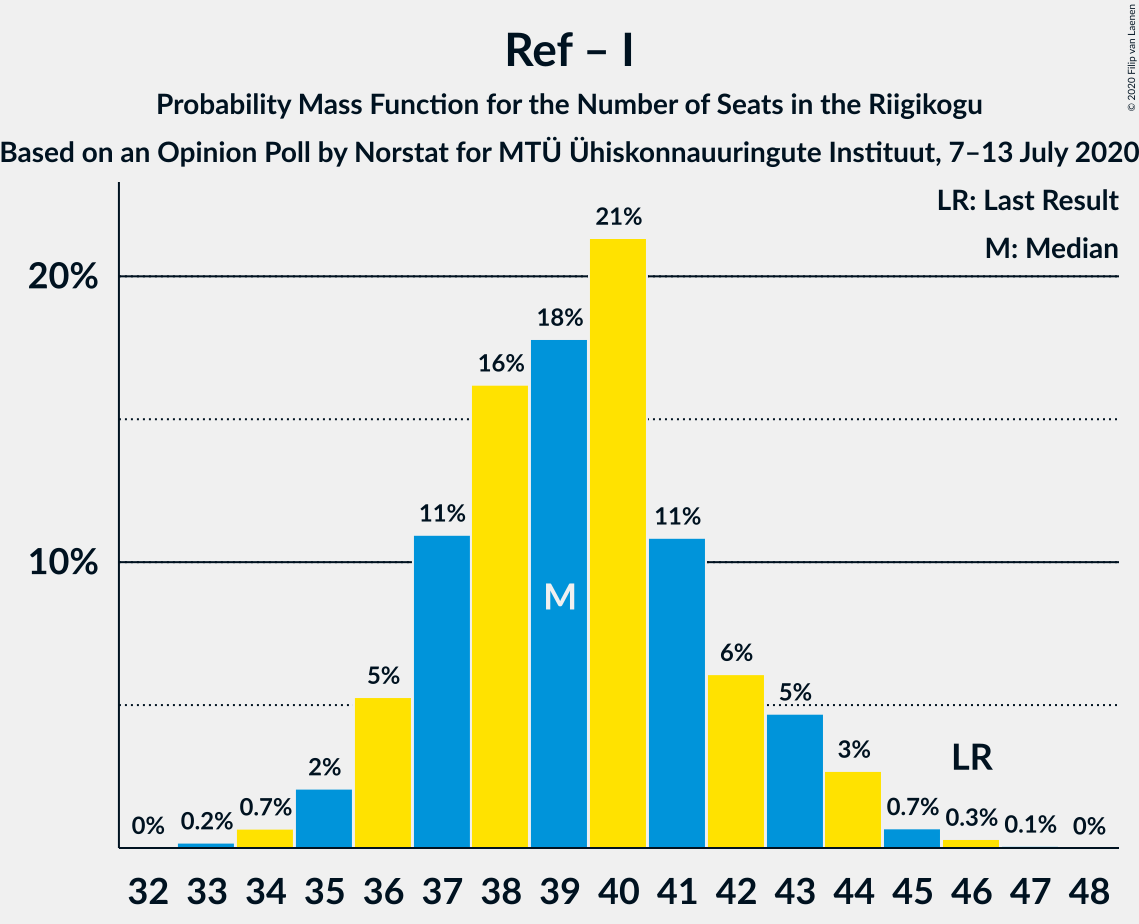 Ref – I
Probability Mass Function for the Number of Seats in the Riigikogu
Based on an Opinion Poll by Norstat for MTÜ Ühiskonnauuringute Instituut, 7–13 July 2020
© 2020 Filip van Laenen
LR: Last Result
M: Median
20%
10%
0%
0.2%
0.7%
2%
5%
11%
16%
18%
21%
11%
6%
5%
3%
0.7%
0.3%
0.1%
0%
M
LR
32 33 34 35 36 37 38 39 40 41 42 43 44 45 46 47 48